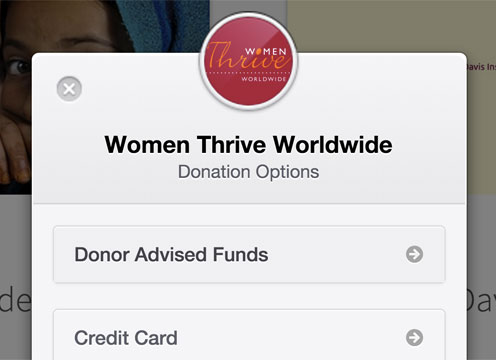 WOMEN
Thrive
WORLDWIDE
Davis Ins
Women Thrive Worldwide
Donation Options
Donor Advised Funds
de
Dav
Credit Card